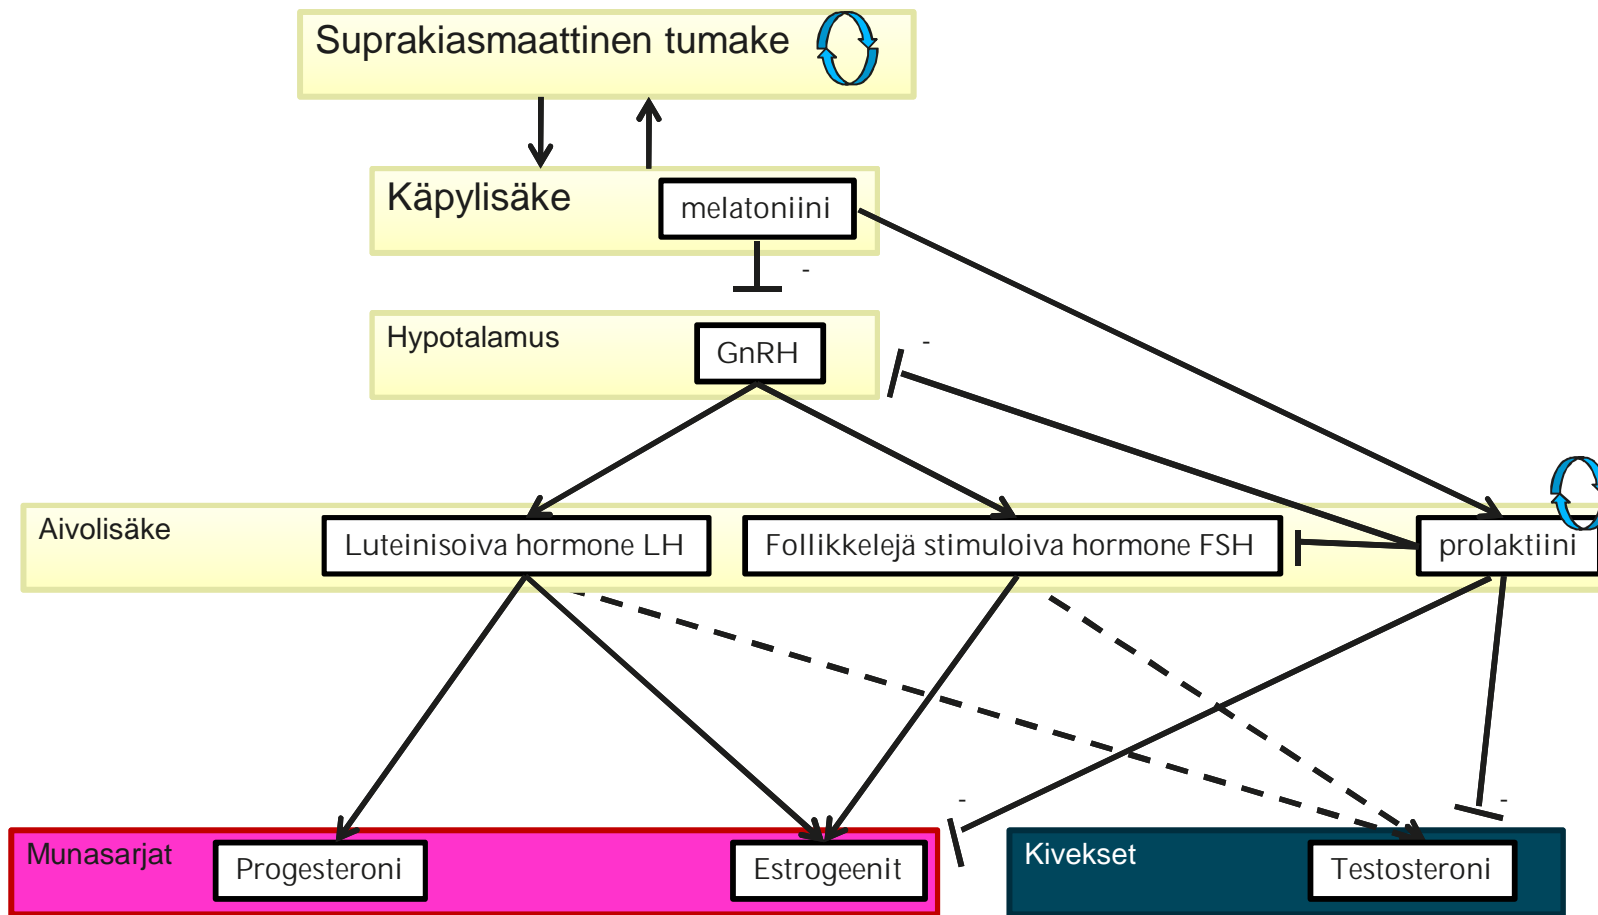 Suprakiasmaattinen tumake
Käpylisäke
melatoniini
-
Hypotalamus
GnRH
-
Aivolisäke
Luteinisoiva hormone LH
Follikkelejä stimuloiva hormone FSH
prolaktiini
-
-
Munasarjat
Progesteroni
Estrogeenit
Kivekset
Testosteroni